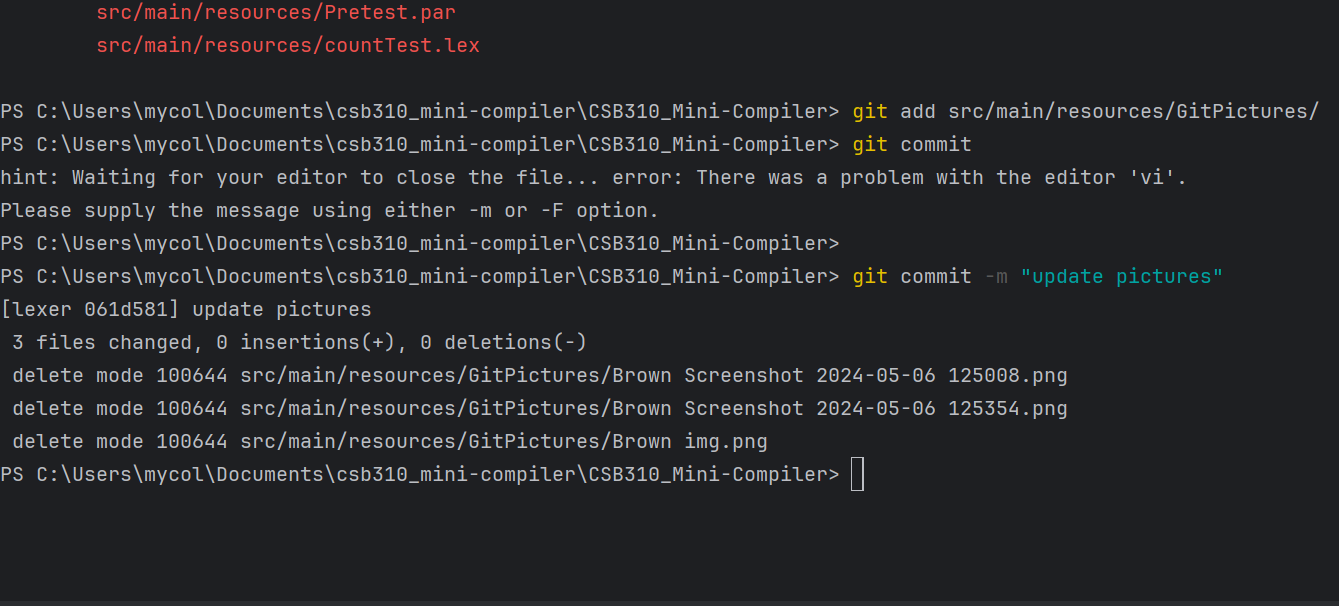 src/main/resources/Pretest.par
src/main/resources/countTest.lex
PS C:\Users\mycol\Documents\csb310_mini-compiler\CSB310_Mini-Compiler> git add src/main/resources/GitPictures/
PS C:\Users\mycol\Documents\csb310_mini-compiler\CSB310_Mini-Compiler> git commit
hint: Waiting for your editor to close the file... error: There was a problem with the editor 'vi'.
Please supply the message using either -m or -F option.
PS C:\Users\mycol\Documents\csb310_mini-compiler\CSB310_Mini-Compiler>
PS C:\Users\mycol\Documents\csb310_mini-compiler\CSB310_Mini-Compiler> git commit -m "update pictures"
[lexer 061d581] update pictures
 3 files changed, 0 insertions(+), 0 deletions(-)
 delete mode 100644 src/main/resources/GitPictures/Brown Screenshot 2024-05-06 125008.png
 delete mode 100644 src/main/resources/GitPictures/Brown Screenshot 2024-05-06 125354.png
 delete mode 100644 src/main/resources/GitPictures/Brown img.png
PS C:\Users\mycol\Documents\csb310_mini-compiler\CSB310_Mini-Compiler>